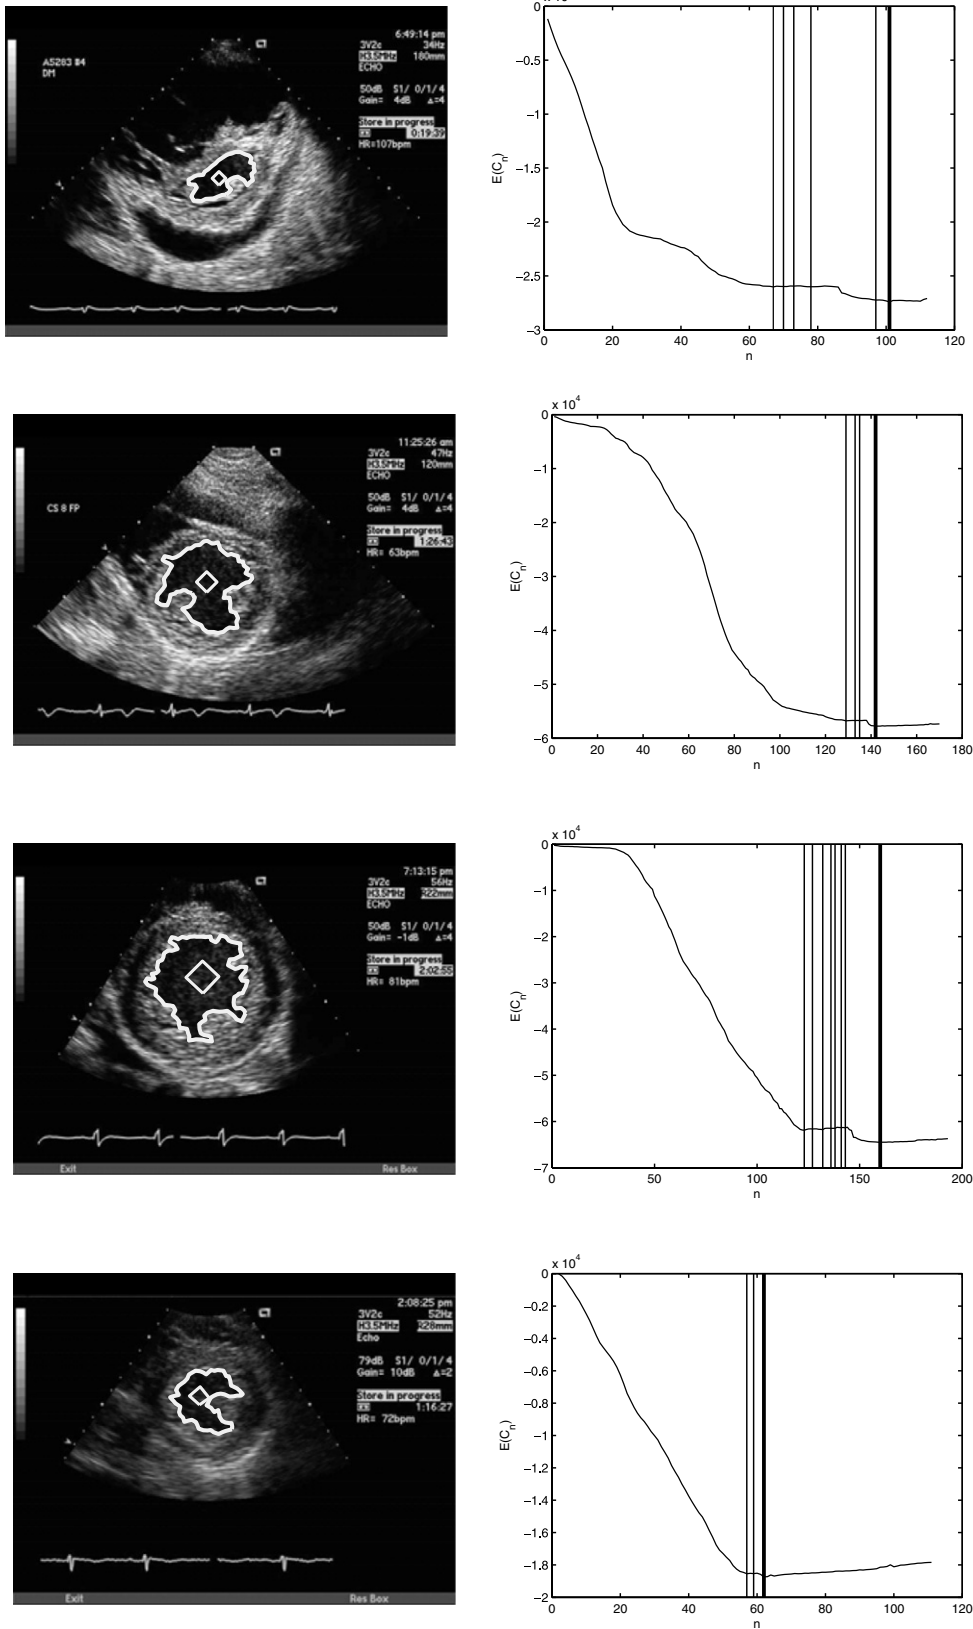 6:49:14 pm
3V2c 34Hz
H3.5MHz 180mm
ECHO
AS283 #4
DM
50dB S1/ 0/1/4
Gain= 4dB Δ=4
Store in progress
0:19:39
HR=107bpm
0
−0.5
−1
−1.5
−2
−2.5
−3
E(Cn)
0 20 40 60 80 100 120
n
11:25:26 am
3V2c 47Hz
H3.5MHz 120mm
ECHO
CS 8 FP
50dB S1/ 0/1/4
Gain= 4dB Δ=4
Store in progress
1:26:43
HR= 63bpm
x 10^4
0
−1
−2
−3
−4
−5
−6
E(Cn)
0 20 40 60 80 100 120 140 160 180
n
7:13:15 pm
3V2c 56Hz
H3.5MHz R22mm
ECHO
50dB S1/ 0/1/4
Gain= -1dB Δ=4
Store in progress
2:02:55
HR= 81bpm
Exit Res Box
x 10^4
0
−1
−2
−3
−4
−5
−6
−7
E(Cn)
0 50 100 150 200
n
2:08:25 pm
3V2c 52Hz
H3.5MHz R28mm
Echo
79dB S1/ 0/1/4
Gain= 10dB Δ=2
Store in progress
1:16:27
HR= 72bpm
Exit Res Box
x 10^4
0
−0.2
−0.4
−0.6
−0.8
−1
−1.2
−1.4
−1.6
−1.8
−2
E(Cn)
0 20 40 60 80 100 120
n